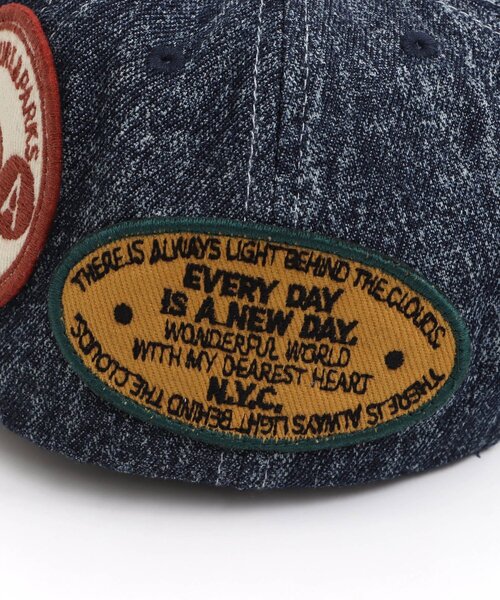 THERE IS ALWAYS LIGHT BEHIND THE CLOUDS.
EVERY DAY
IS A NEW DAY.
WONDERFUL WORLD
WITH MY DEAREST HEART
N.Y.C.
THERE IS ALWAYS LIGHT BEHIND THE CLOUDS.
PARKS
A